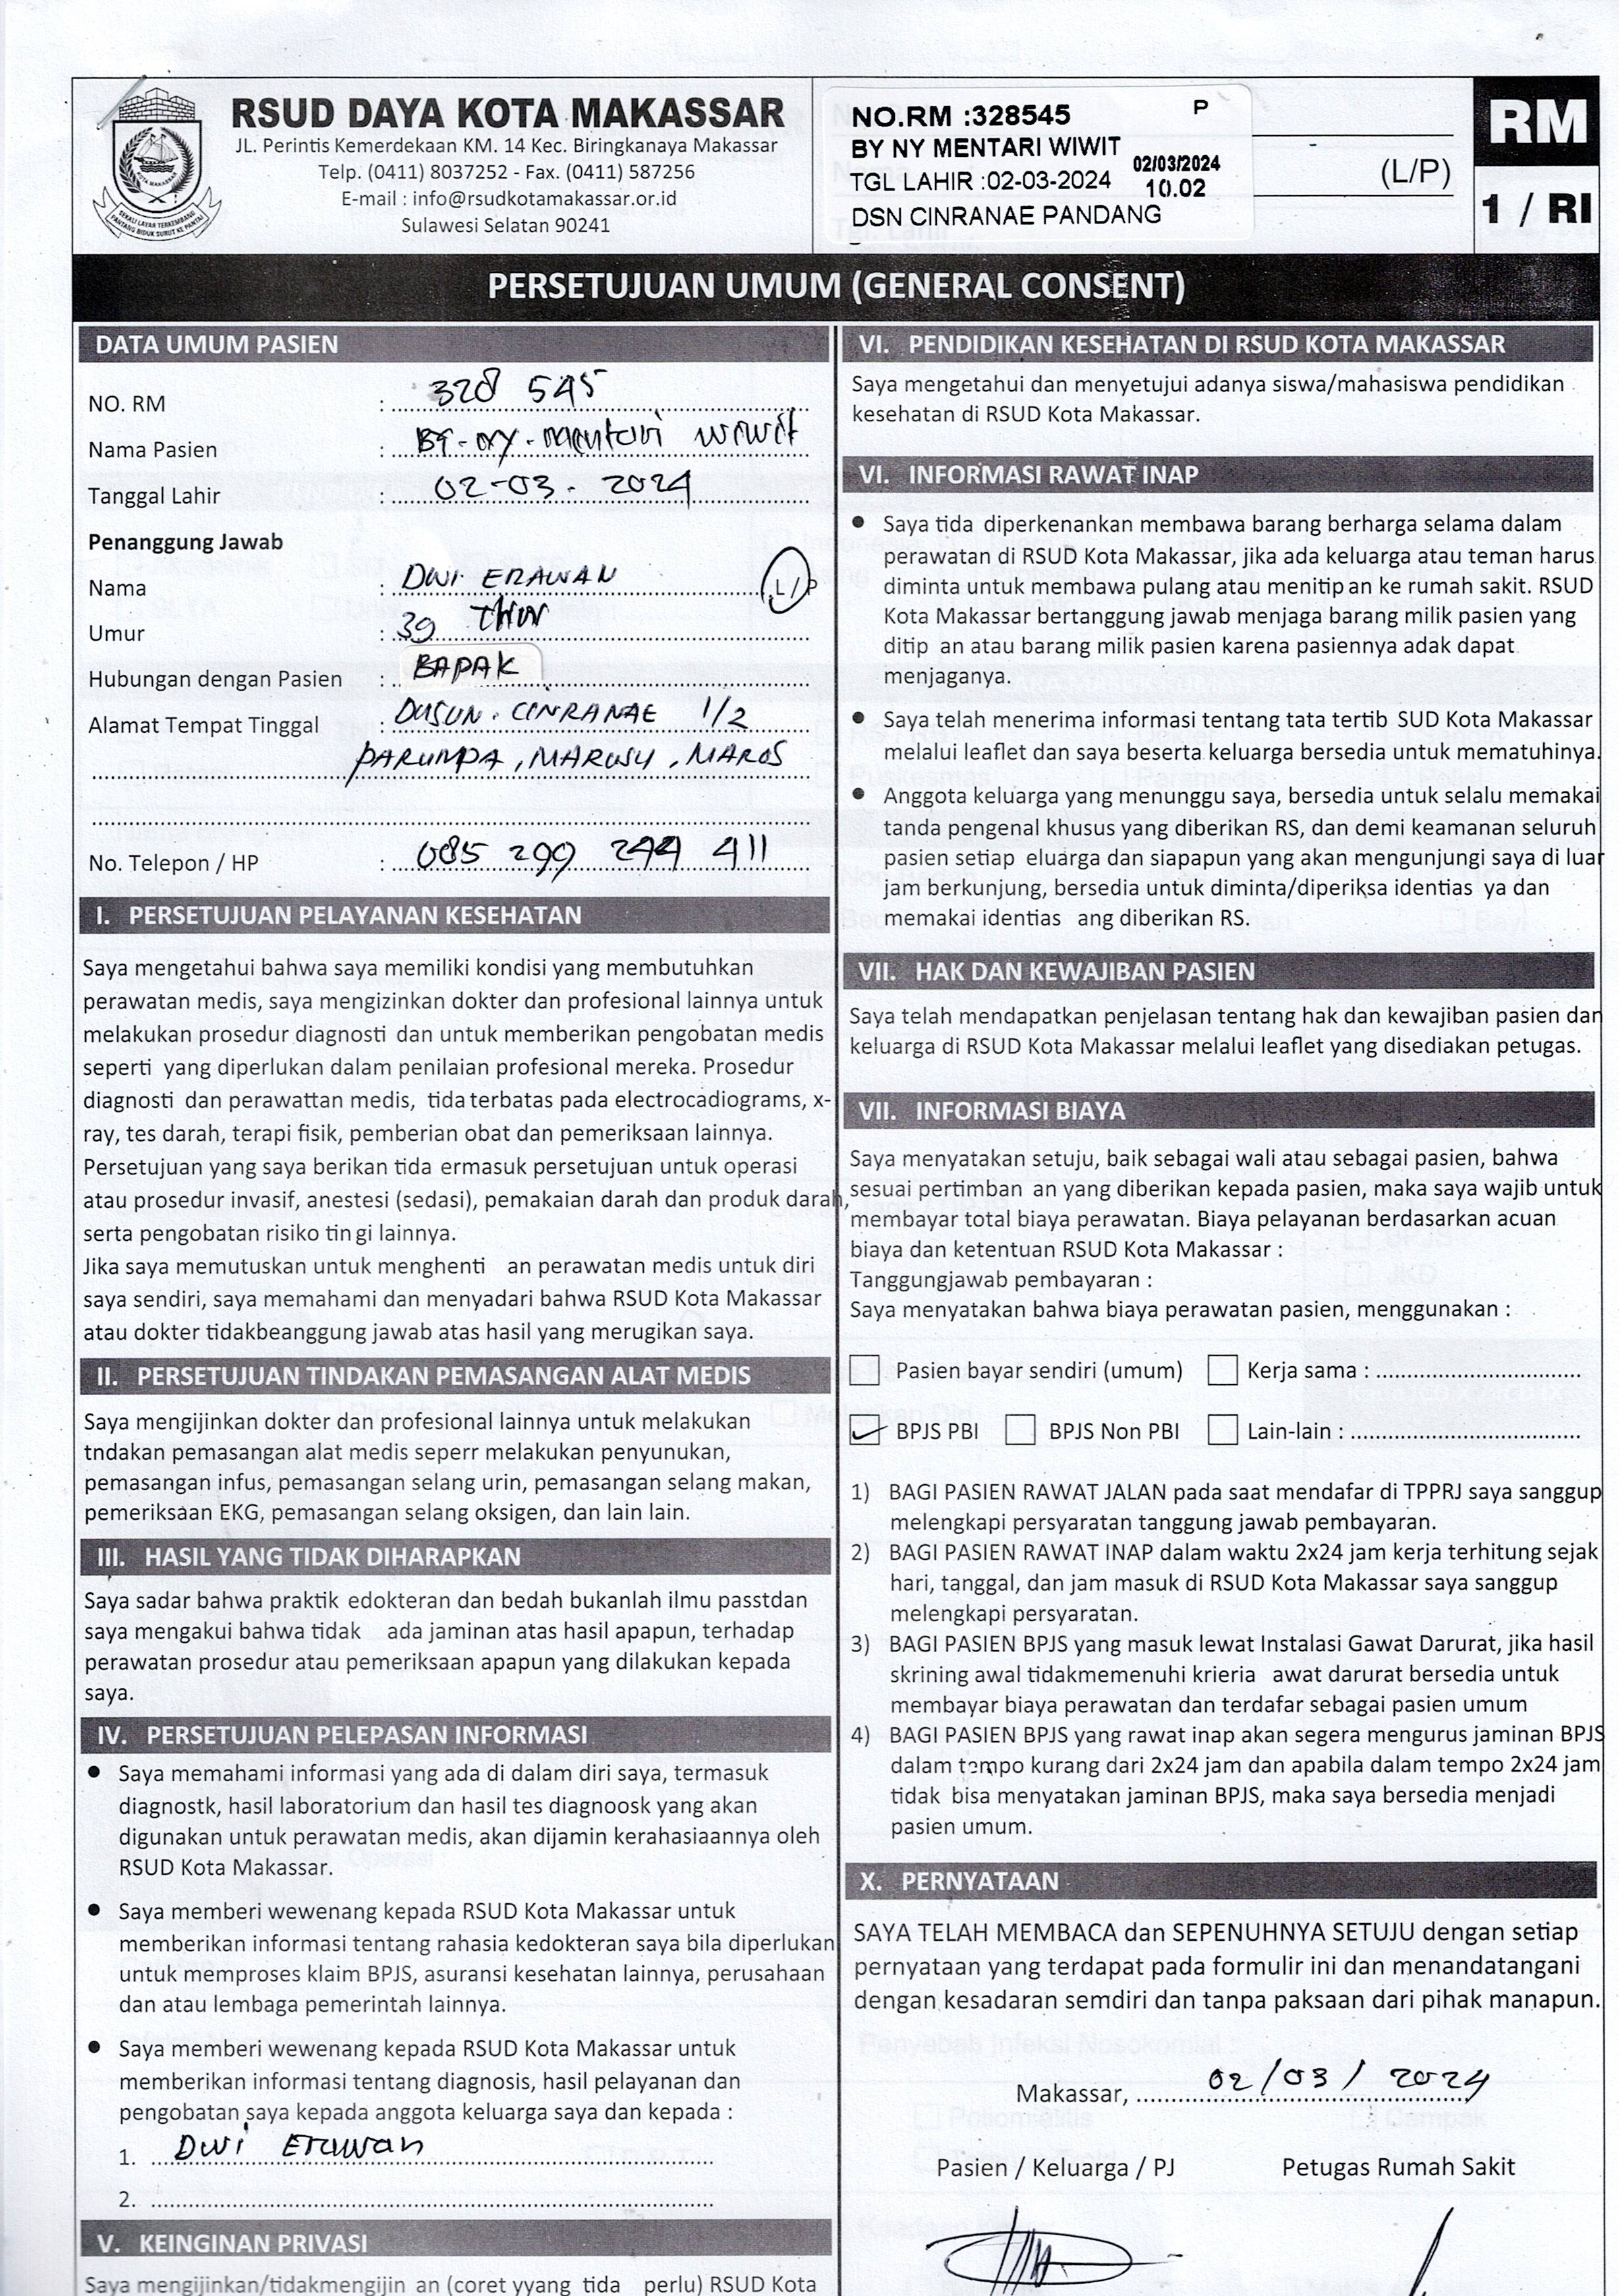 RSUD DAYA KOTA MAKASSAR
JL. Perintis Kemerdekaan KM. 14 Kec. Biringkanaya Makassar
Telp. (0411) 8037252 - Fax. (0411) 587256
E-mail : info@rsudkotamakassar.or.id
Sulawesi Selatan 90241
KOTA MAKASSAR
SEKALI LAYAR TERKEMBANG
PANTANG BIDUK SURUT KE PANTAI
NO.RM :328545 P
BY NY MENTARI WIWIT
TGL LAHIR :02-03-2024 02/03/2024
10.02
DSN CINRANAE PANDANG
(L/P)
RM
1 / RI
PERSETUJUAN UMUM (GENERAL CONSENT)
DATA UMUM PASIEN
NO. RM : 328 545
Nama Pasien : BY. NY. Mentari Wiwit
Tanggal Lahir : 02-03-2024
Penanggung Jawab
Nama : DWI ERAWAN L/P
Umur : 39 THN
Hubungan dengan Pasien : BAPAK
Alamat Tempat Tinggal : DUSUN. CINRANAE 1/2
PARUMPA, MARUSU, MAROS
No. Telepon / HP : 085 299 244 411
I. PERSETUJUAN PELAYANAN KESEHATAN
Saya mengetahui bahwa saya memiliki kondisi yang membutuhkan
perawatan medis, saya mengizinkan dokter dan profesional lainnya untuk
melakukan prosedur diagnosti dan untuk memberikan pengobatan medis
seperti yang diperlukan dalam penilaian profesional mereka. Prosedur
diagnosti dan perawattan medis, tida terbatas pada electrocadiograms, x-
ray, tes darah, terapi fisik, pemberian obat dan pemeriksaan lainnya.
Persetujuan yang saya berikan tida ermasuk persetujuan untuk operasi
atau prosedur invasif, anestesi (sedasi), pemakaian darah dan produk darah,
serta pengobatan risiko tin gi lainnya.
Jika saya memutuskan untuk menghenti an perawatan medis untuk diri
saya sendiri, saya memahami dan menyadari bahwa RSUD Kota Makassar
atau dokter tidakbeanggung jawab atas hasil yang merugikan saya.
II. PERSETUJUAN TINDAKAN PEMASANGAN ALAT MEDIS
Saya mengijinkan dokter dan profesional lainnya untuk melakukan
tndakan pemasangan alat medis seperr melakukan penyunukan,
pemasangan infus, pemasangan selang urin, pemasangan selang makan,
pemeriksaan EKG, pemasangan selang oksigen, dan lain lain.
III. HASIL YANG TIDAK DIHARAPKAN
Saya sadar bahwa praktik edokteran dan bedah bukanlah ilmu passtdan
saya mengakui bahwa tidak ada jaminan atas hasil apapun, terhadap
perawatan prosedur atau pemeriksaan apapun yang dilakukan kepada
saya.
IV. PERSETUJUAN PELEPASAN INFORMASI
● Saya memahami informasi yang ada di dalam diri saya, termasuk
diagnostk, hasil laboratorium dan hasil tes diagnoosk yang akan
digunakan untuk perawatan medis, akan dijamin kerahasiaannya oleh
RSUD Kota Makassar.
● Saya memberi wewenang kepada RSUD Kota Makassar untuk
memberikan informasi tentang rahasia kedokteran saya bila diperlukan
untuk memproses klaim BPJS, asuransi kesehatan lainnya, perusahaan
dan atau lembaga pemerintah lainnya.
● Saya memberi wewenang kepada RSUD Kota Makassar untuk
memberikan informasi tentang diagnosis, hasil pelayanan dan
pengobatan saya kepada anggota keluarga saya dan kepada :
1. Dwi Erawan
2.
V. KEINGINAN PRIVASI
Saya mengijinkan/tidakmengijin an (coret yyang tida perlu) RSUD Kota
VI. PENDIDIKAN KESEHATAN DI RSUD KOTA MAKASSAR
Saya mengetahui dan menyetujui adanya siswa/mahasiswa pendidikan
kesehatan di RSUD Kota Makassar.
VI. INFORMASI RAWAT INAP
● Saya tida diperkenankan membawa barang berharga selama dalam
perawatan di RSUD Kota Makassar, jika ada keluarga atau teman harus
diminta untuk membawa pulang atau menitip an ke rumah sakit. RSUD
Kota Makassar bertanggung jawab menjaga barang milik pasien yang
ditip an atau barang milik pasien karena pasiennya adak dapat
menjaganya.
● Saya telah menerima informasi tentang tata tertib SUD Kota Makassar
melalui leaflet dan saya beserta keluarga bersedia untuk mematuhinya.
● Anggota keluarga yang menunggu saya, bersedia untuk selalu memakai
tanda pengenal khusus yang diberikan RS, dan demi keamanan seluruh
pasien setiap eluarga dan siapapun yang akan mengunjungi saya di luar
jam berkunjung, bersedia untuk diminta/diperiksa identias ya dan
memakai identias ang diberikan RS.
VII. HAK DAN KEWAJIBAN PASIEN
Saya telah mendapatkan penjelasan tentang hak dan kewajiban pasien dan
keluarga di RSUD Kota Makassar melalui leaflet yang disediakan petugas.
VII. INFORMASI BIAYA
Saya menyatakan setuju, baik sebagai wali atau sebagai pasien, bahwa
sesuai pertimban an yang diberikan kepada pasien, maka saya wajib untuk
membayar total biaya perawatan. Biaya pelayanan berdasarkan acuan
biaya dan ketentuan RSUD Kota Makassar :
Tanggungjawab pembayaran :
Saya menyatakan bahwa biaya perawatan pasien, menggunakan :
☐ Pasien bayar sendiri (umum) ☐ Kerja sama :
☑ BPJS PBI ☐ BPJS Non PBI ☐ Lain-lain :
1) BAGI PASIEN RAWAT JALAN pada saat mendafar di TPPRJ saya sanggup
melengkapi persyaratan tanggung jawab pembayaran.
2) BAGI PASIEN RAWAT INAP dalam waktu 2x24 jam kerja terhitung sejak
hari, tanggal, dan jam masuk di RSUD Kota Makassar saya sanggup
melengkapi persyaratan.
3) BAGI PASIEN BPJS yang masuk lewat Instalasi Gawat Darurat, jika hasil
skrining awal tidakmemenuhi krieria awat darurat bersedia untuk
membayar biaya perawatan dan terdafar sebagai pasien umum
4) BAGI PASIEN BPJS yang rawat inap akan segera mengurus jaminan BPJS
dalam tempo kurang dari 2x24 jam dan apabila dalam tempo 2x24 jam
tidak bisa menyatakan jaminan BPJS, maka saya bersedia menjadi
pasien umum.
X. PERNYATAAN
SAYA TELAH MEMBACA dan SEPENUHNYA SETUJU dengan setiap
pernyataan yang terdapat pada formulir ini dan menandatangani
dengan kesadaran semdiri dan tanpa paksaan dari pihak manapun.
Makassar, 02/03/2024
Pasien / Keluarga / PJ Petugas Rumah Sakit